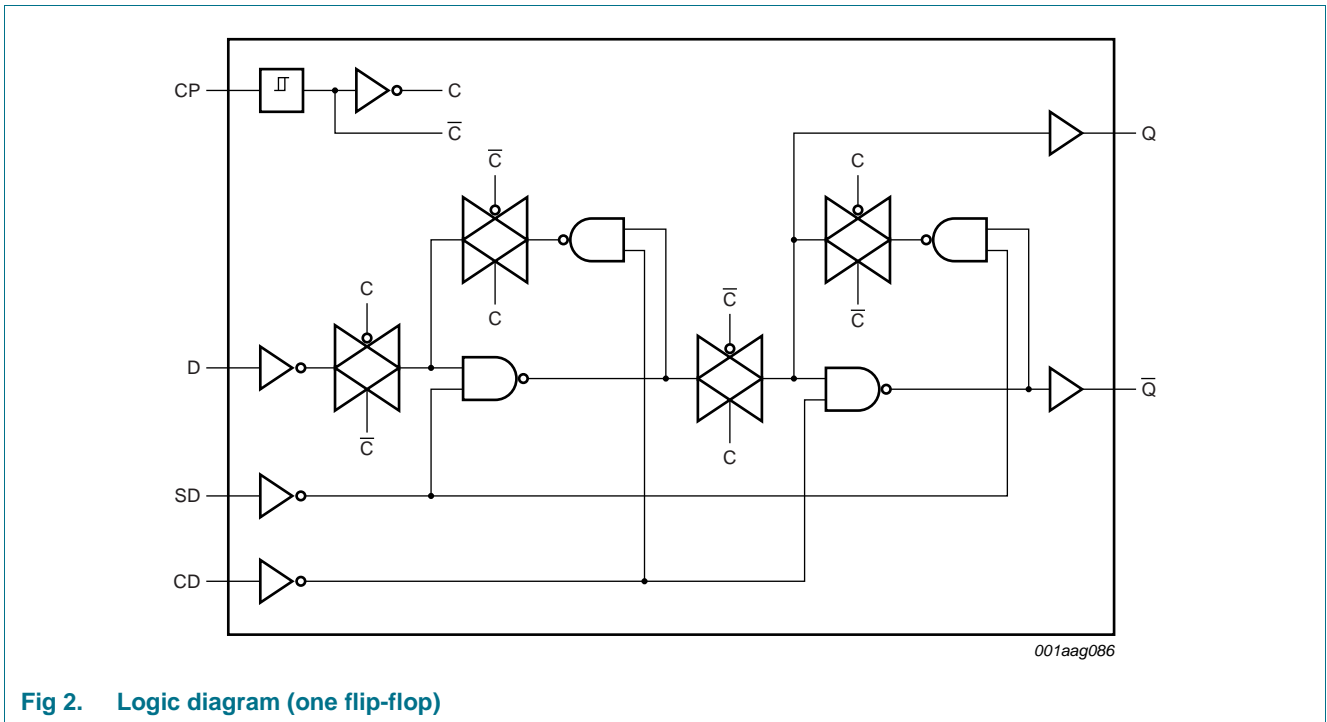 CP
C
C̅
Q
C̅
C
C
C̅
C
C̅
D
Q̅
C̅
C
SD
CD
001aag086
Fig 2. Logic diagram (one flip-flop)